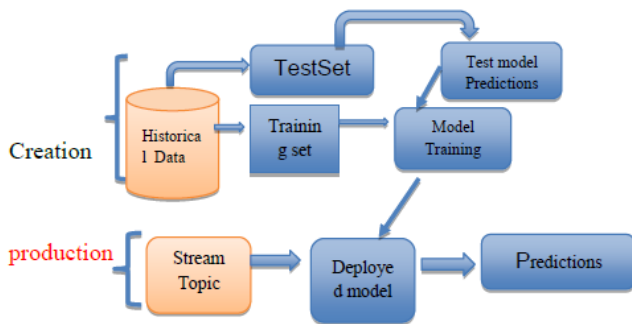 TestSet
Test model
Predictions
Creation
Historica
l Data
Trainin
g set
Model
Training
production
Stream
Topic
Deploye
d model
Predictions